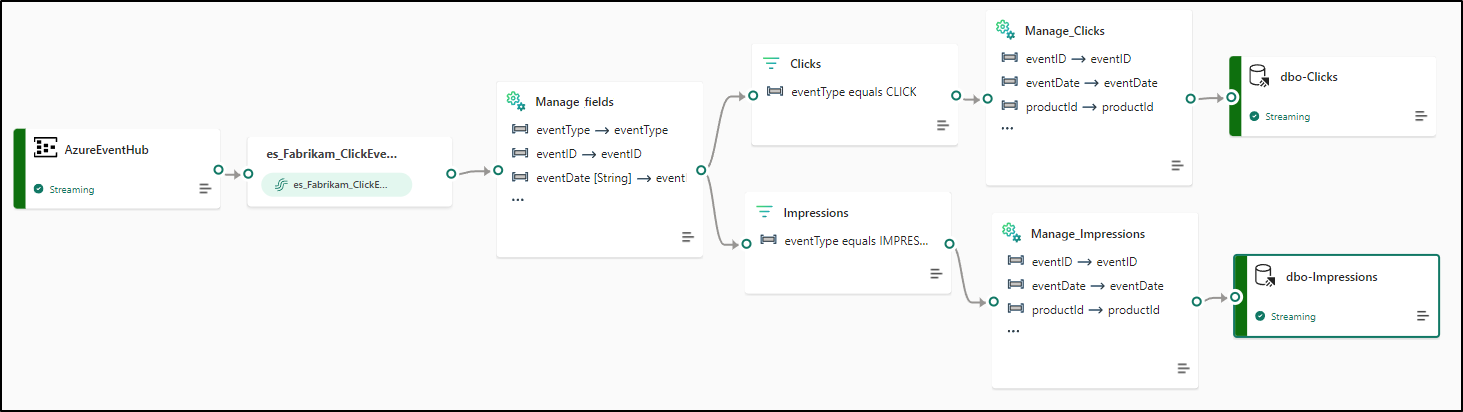 AzureEventHub
Streaming
es_Fabrikam_ClickEve...
es_Fabrikam_ClickE...
Manage_fields
eventType → eventType
eventID → eventID
eventDate [String] → event
...
Clicks
eventType equals CLICK
Impressions
eventType equals IMPRES...
Manage_Clicks
eventID → eventID
eventDate → eventDate
productId → productId
...
Manage_Impressions
eventID → eventID
eventDate → eventDate
productId → productId
...
dbo-Clicks
Streaming
dbo-Impressions
Streaming